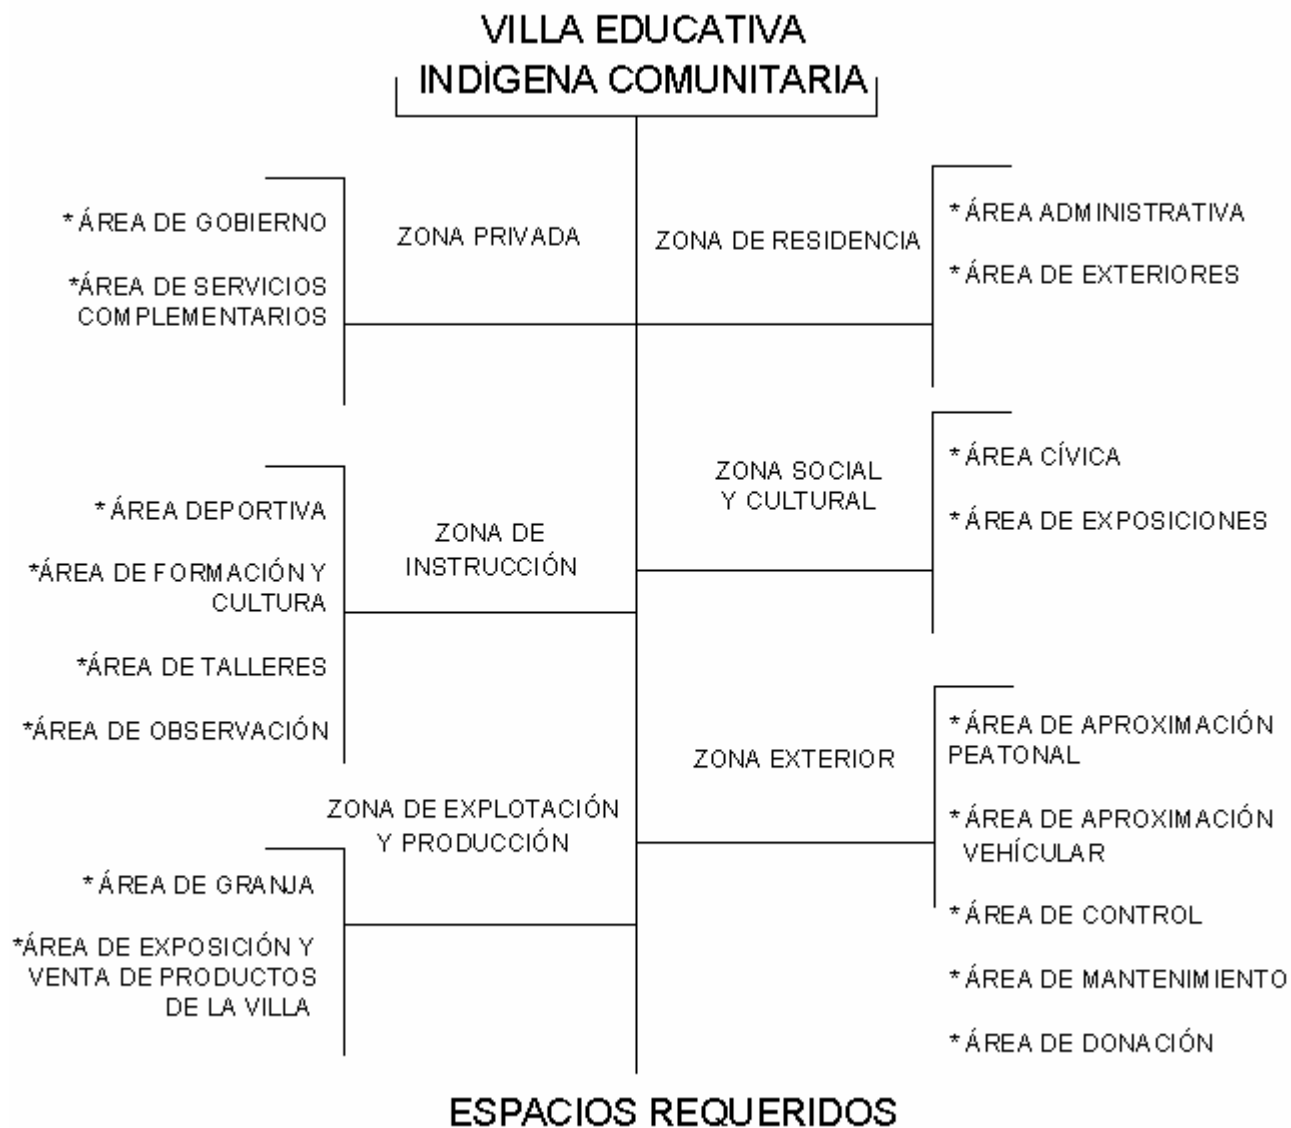 VILLA EDUCATIVA
INDÍGENA COMUNITARIA
ZONA PRIVADA
* ÁREA DE GOBIERNO
*ÁREA DE SERVICIOS
COMPLEMENTARIOS
ZONA DE RESIDENCIA
* ÁREA ADMINISTRATIVA
* ÁREA DE EXTERIORES
ZONA DE
INSTRUCCIÓN
* ÁREA DEPORTIVA
*ÁREA DE FORMACIÓN Y
CULTURA
*ÁREA DE TALLERES
*ÁREA DE OBSERVACIÓN
ZONA SOCIAL
Y CULTURAL
* ÁREA CÍVICA
* ÁREA DE EXPOSICIONES
ZONA DE EXPLOTACIÓN
Y PRODUCCIÓN
* ÁREA DE GRANJA
*ÁREA DE EXPOSICIÓN Y
VENTA DE PRODUCTOS
DE LA VILLA
ZONA EXTERIOR
* ÁREA DE APROXIMACIÓN
PEATONAL
* ÁREA DE APROXIMACIÓN
VEHÍCULAR
* ÁREA DE CONTROL
* ÁREA DE MANTENIMIENTO
* ÁREA DE DONACIÓN
ESPACIOS REQUERIDOS